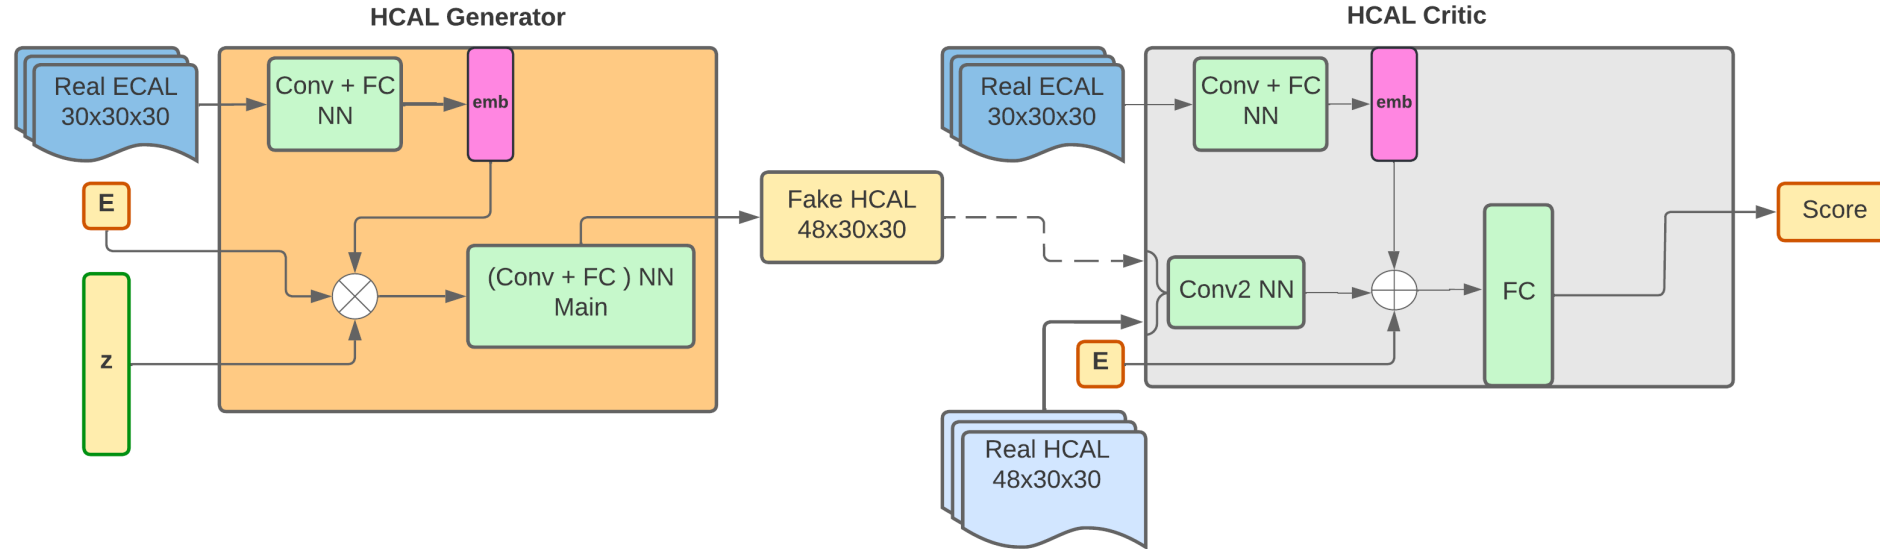 HCAL Generator
Real ECAL
30x30x30
Conv + FC
NN
emb
E
z
(Conv + FC ) NN
Main
Fake HCAL
48x30x30
HCAL Critic
Real ECAL
30x30x30
Conv + FC
NN
emb
Conv2 NN
E
FC
Score
Real HCAL
48x30x30